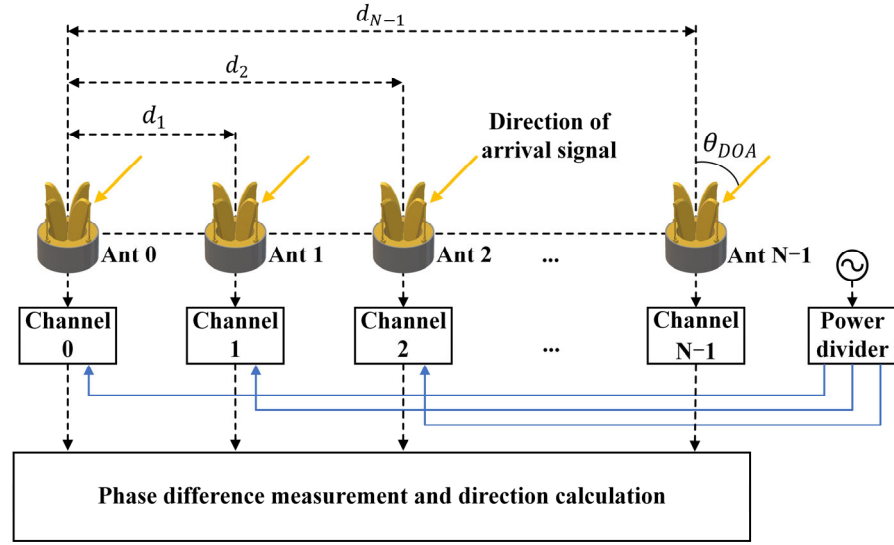 d_{N-1}
d_2
d_1
Direction of
arrival signal
θ_{DOA}
Ant 0
Ant 1
Ant 2
...
Ant N-1
Channel
0
Channel
1
Channel
2
...
Channel
N-1
Power
divider
Phase difference measurement and direction calculation